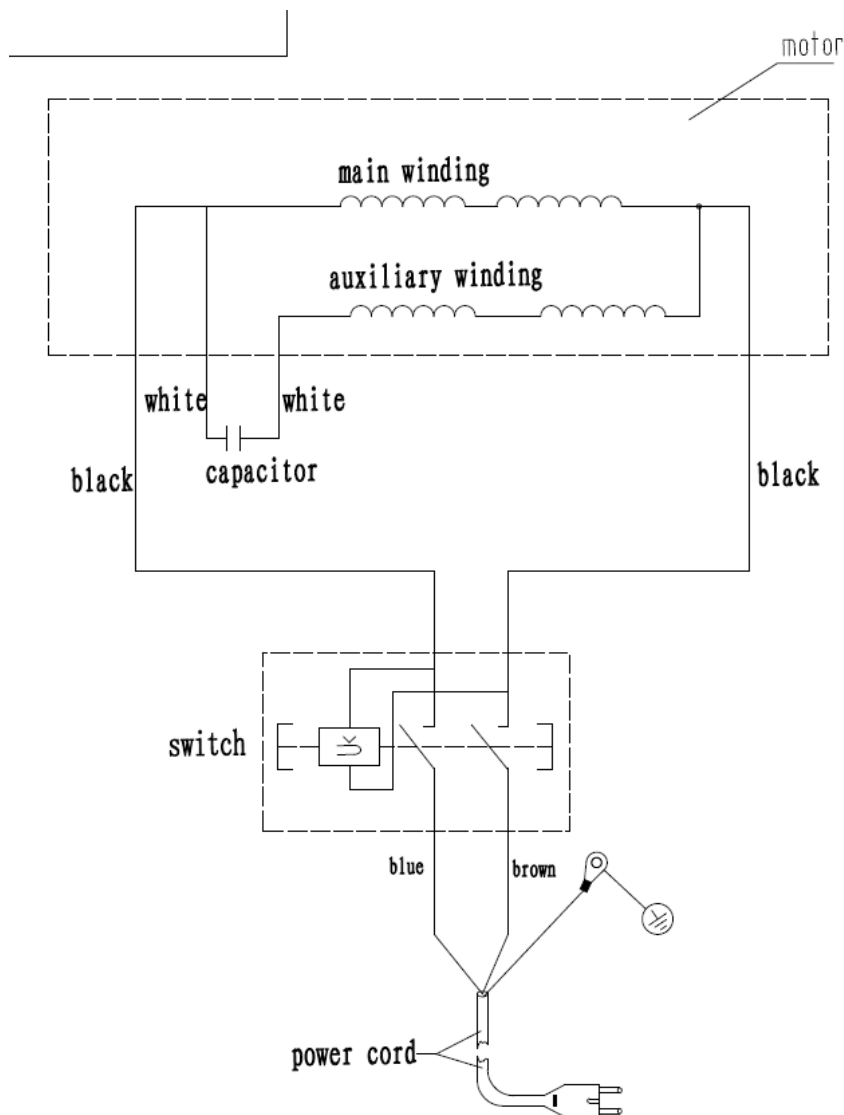 motor
main winding
auxiliary winding
white
white
capacitor
black
black
switch
U<
blue
brown
power cord